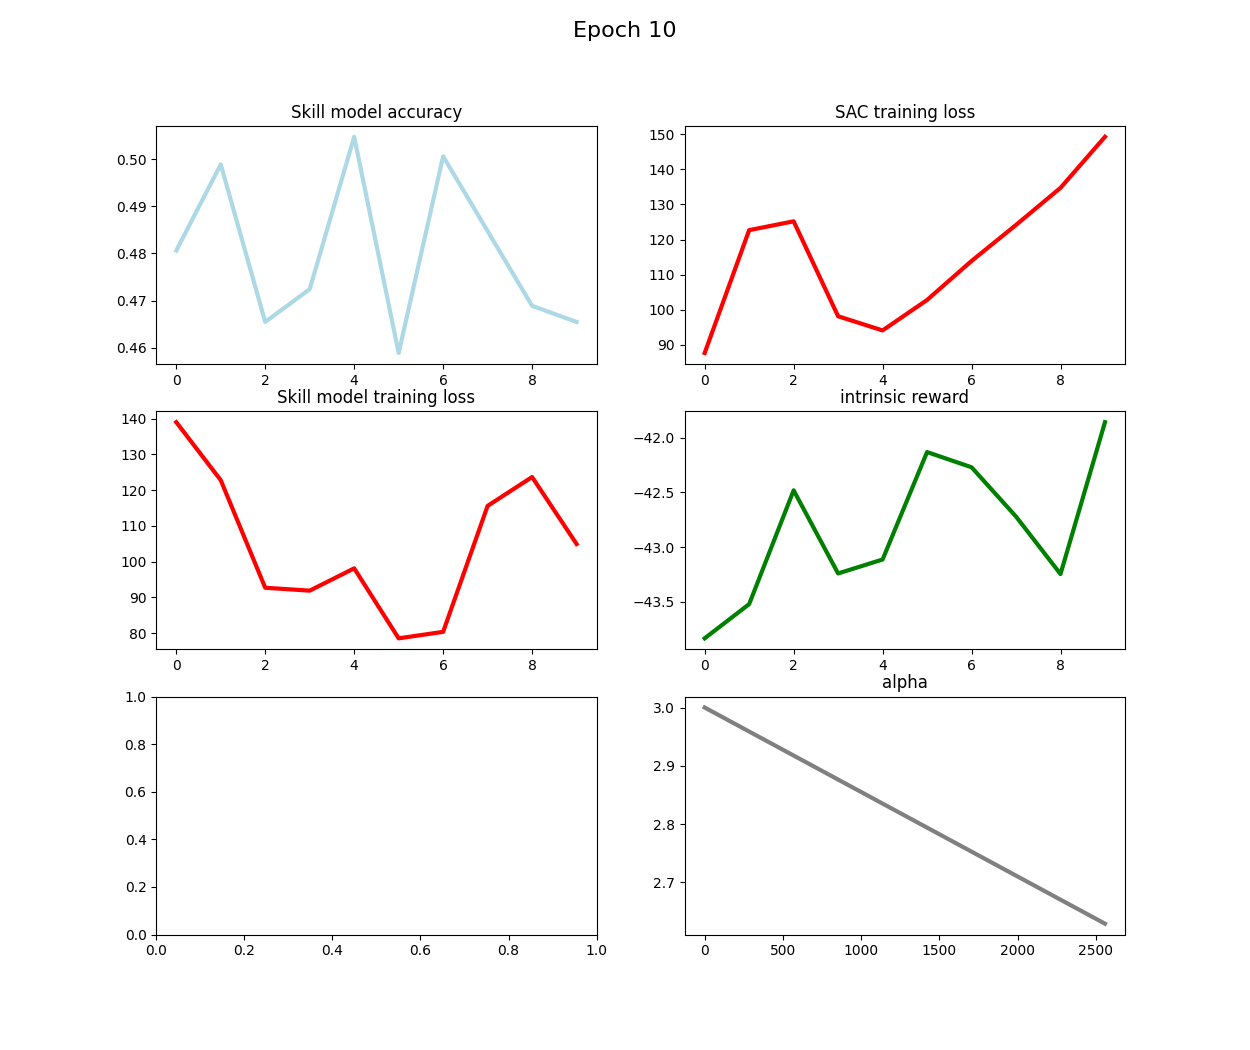 Epoch 10
Skill model accuracy
0.50
0.49
0.48
0.47
0.46
0 2 4 6 8
SAC training loss
150
140
130
120
110
100
90
0 2 4 6 8
Skill model training loss
140
130
120
110
100
90
80
0 2 4 6 8
intrinsic reward
−42.0
−42.5
−43.0
−43.5
0 2 4 6 8
1.0
0.8
0.6
0.4
0.2
0.0
0.0 0.2 0.4 0.6 0.8 1.0
alpha
3.0
2.9
2.8
2.7
0 500 1000 1500 2000 2500